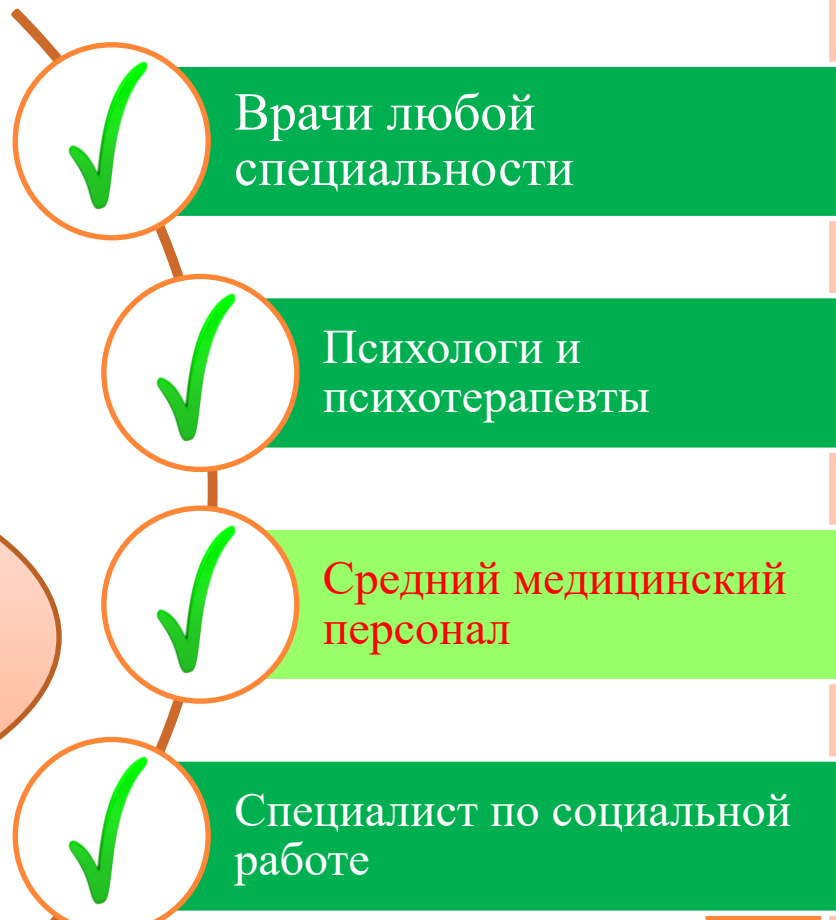 Врачи любой
специальности
Психологи и
психотерапевты
Средний медицинский
персонал
Специалист по социальной
работе